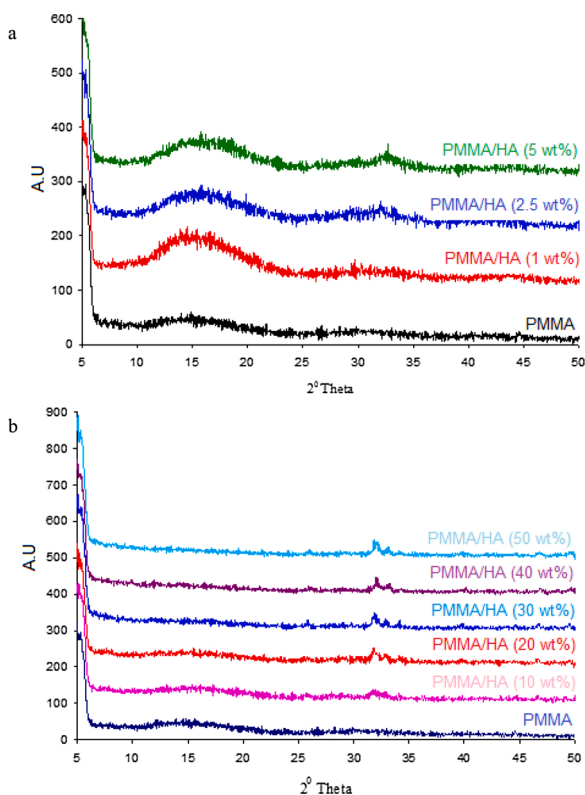 a
600
500
400
300
200
100
0
A.U
PMMA/HA (5 wt%)
PMMA/HA (2.5 wt%)
PMMA/HA (1 wt%)
PMMA
5 10 15 20 25 30 35 40 45 50
2⁰ Theta
b
900
800
700
600
500
400
300
200
100
0
A.U
PMMA/HA (50 wt%)
PMMA/HA (40 wt%)
PMMA/HA (30 wt%)
PMMA/HA (20 wt%)
PMMA/HA (10 wt%)
PMMA
5 10 15 20 25 30 35 40 45 50
2⁰ Theta